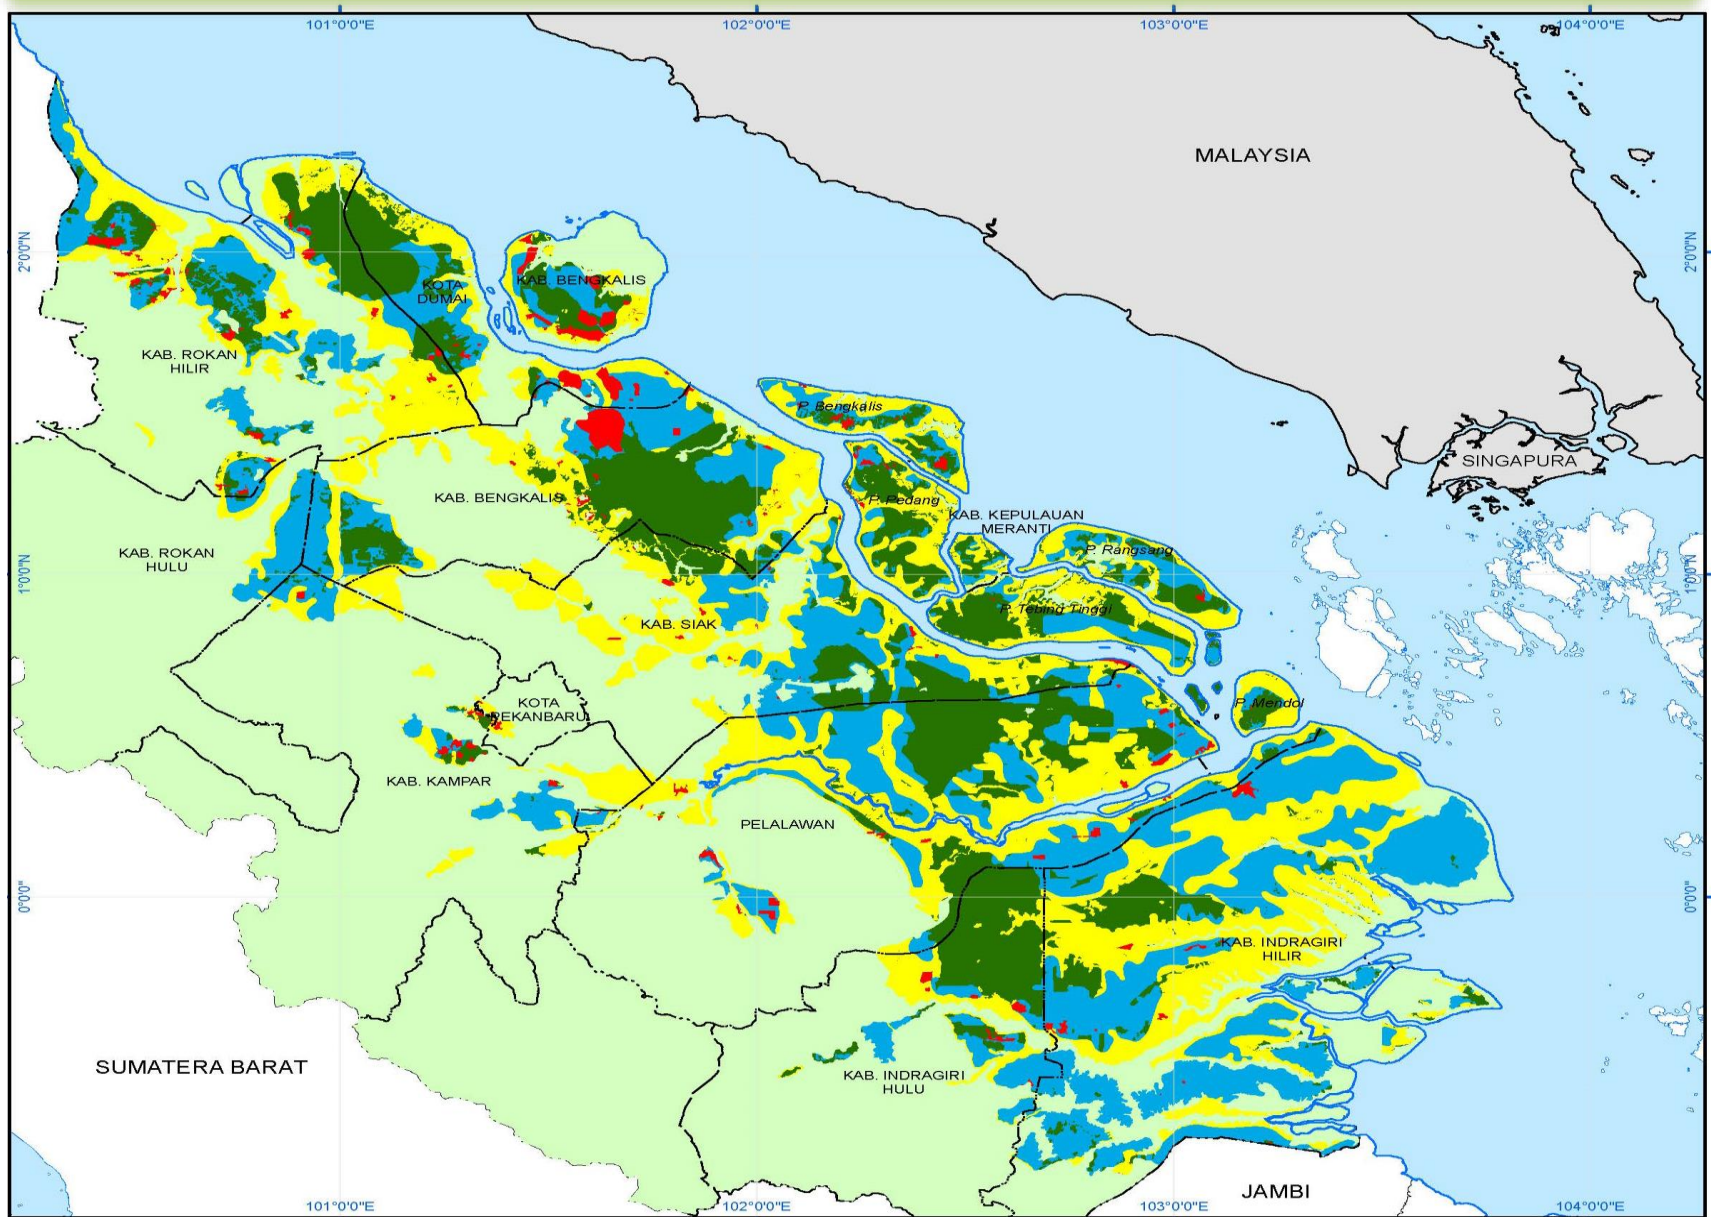 101°0'0"E
102°0'0"E
103°0'0"E
104°0'0"E
MALAYSIA
2°0'0"N
2°0'0"N
KAB. BENGKALIS
KOTA
DUMAI
KAB. ROKAN
HILIR
P. Bengkalis
SINGAPURA
KAB. BENGKALIS
P. Pedang
KAB. KEPULAUAN
MERANTI
KAB. ROKAN
HULU
P. Rangsang
1°0'0"N
1°0'0"N
P. Tebing Tinggi
KAB. SIAK
KOTA
PEKANBARU
P. Mendol
KAB. KAMPAR
PELALAWAN
0°0'0"
0°0'0"
KAB. INDRAGIRI
HILIR
SUMATERA BARAT
KAB. INDRAGIRI
HULU
JAMBI
101°0'0"E
102°0'0"E
103°0'0"E
104°0'0"E